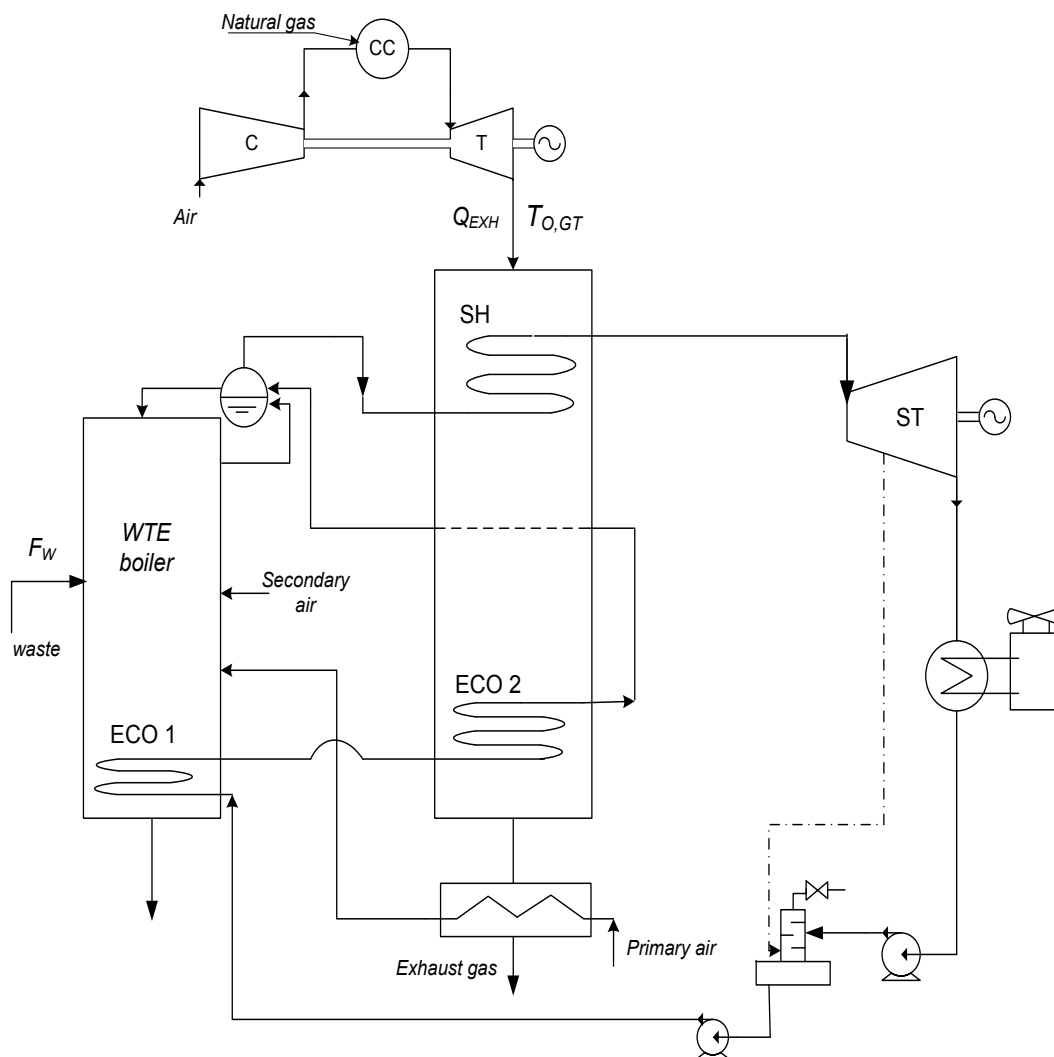 Natural gas
CC
C
T
Air
Q_EXH T_O,GT
SH
ST
WTE
boiler
F_W
Secondary
air
waste
ECO 2
ECO 1
Primary air
Exhaust gas